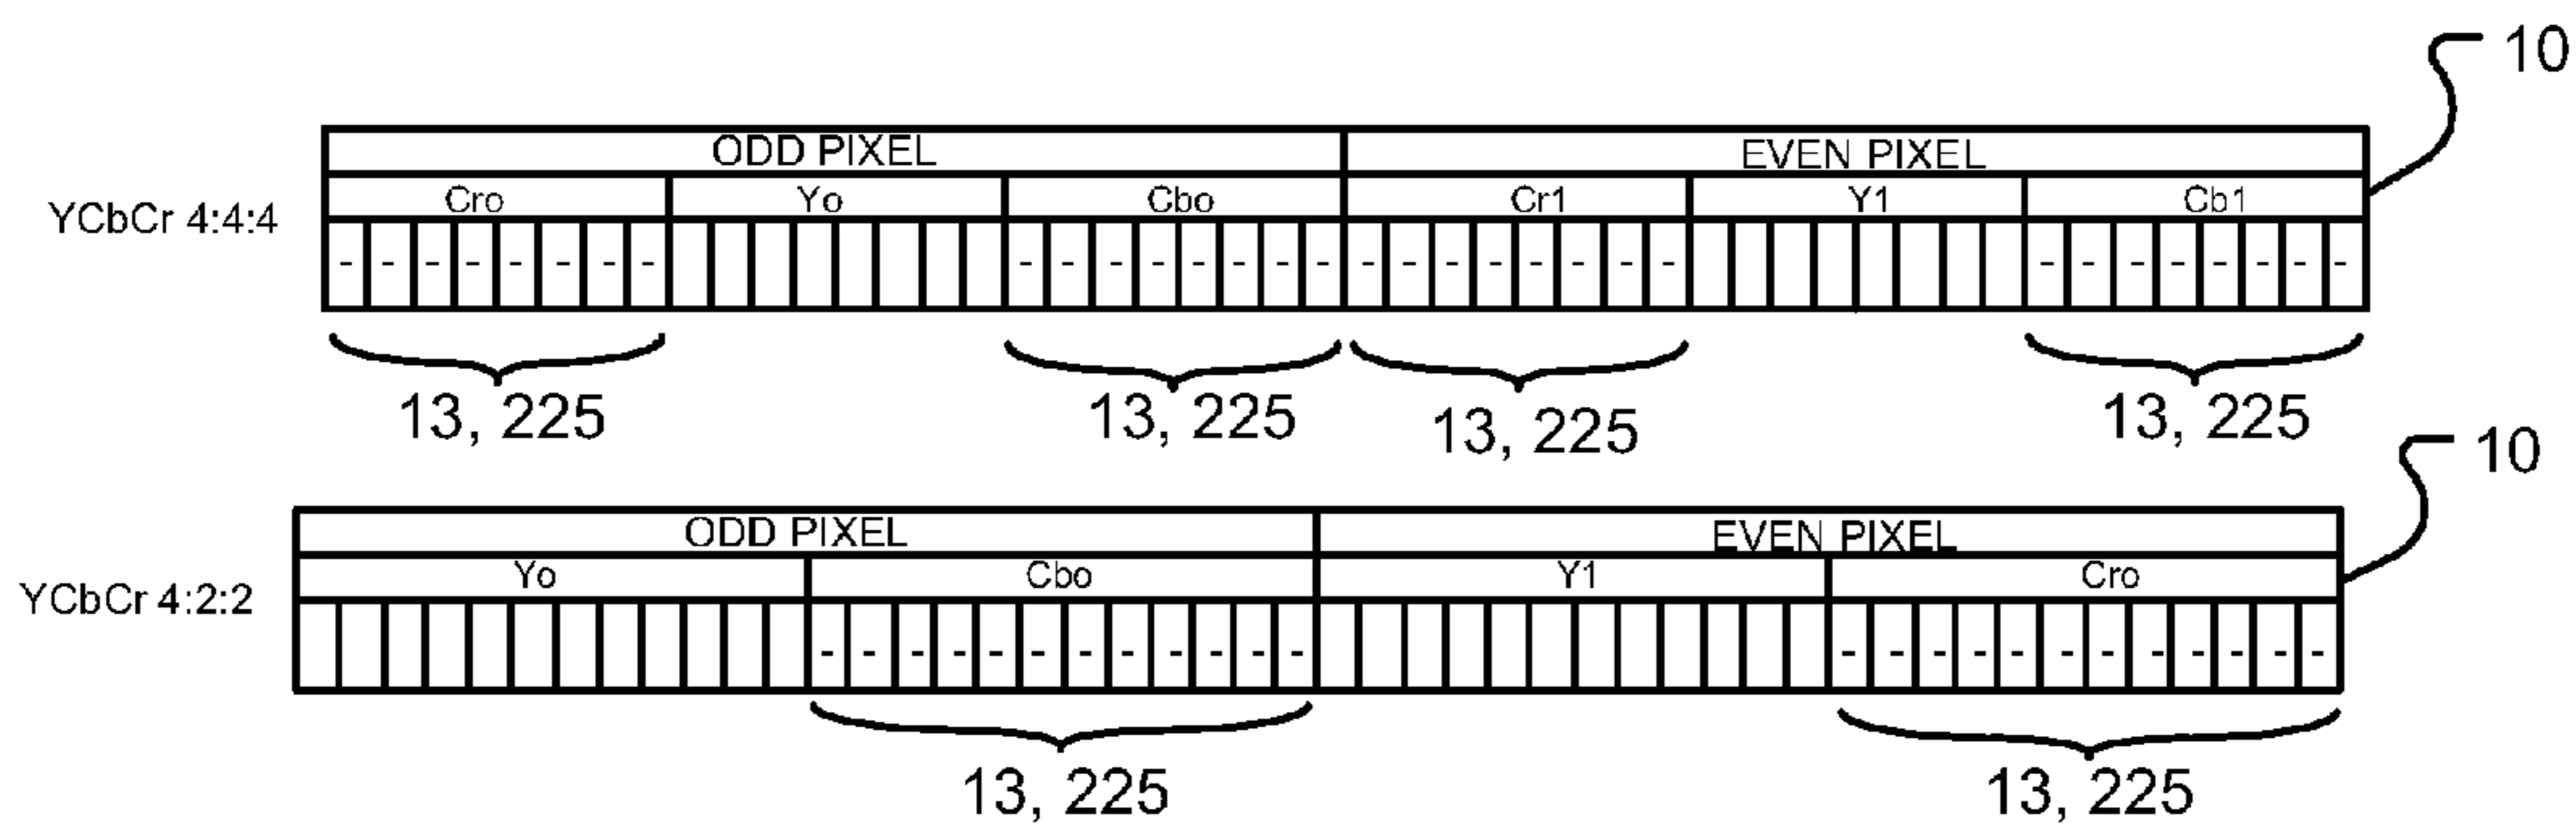 10
ODD PIXEL EVEN PIXEL
YCbCr 4:4:4 Cro Yo Cbo Cr1 Y1 Cb1
- - - - - - - - - - - - - - - - - - - - - - - - - - - - - - - -
13, 225 13, 225 13, 225 13, 225
10
ODD PIXEL EVEN PIXEL
YCbCr 4:2:2 Yo Cbo Y1 Cro
- - - - - - - - - - - - - - - - - - - - - - - -
13, 225 13, 225